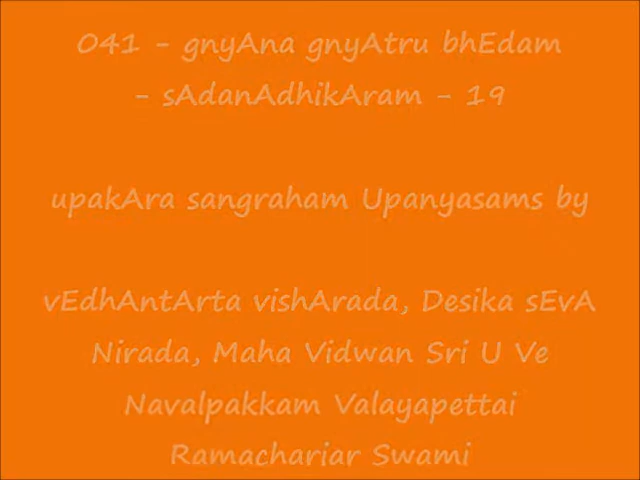 041 - gnyAna gnyAtru bhEdam
- sAdanAdhikAram - 19
upakAra sangraham Upanyasams by
vEdhAntArta vishArada, Desika sEvA
Nirada, Maha Vidwan Sri U Ve
Navalpakkam Valayapettai
Ramachariar Swami